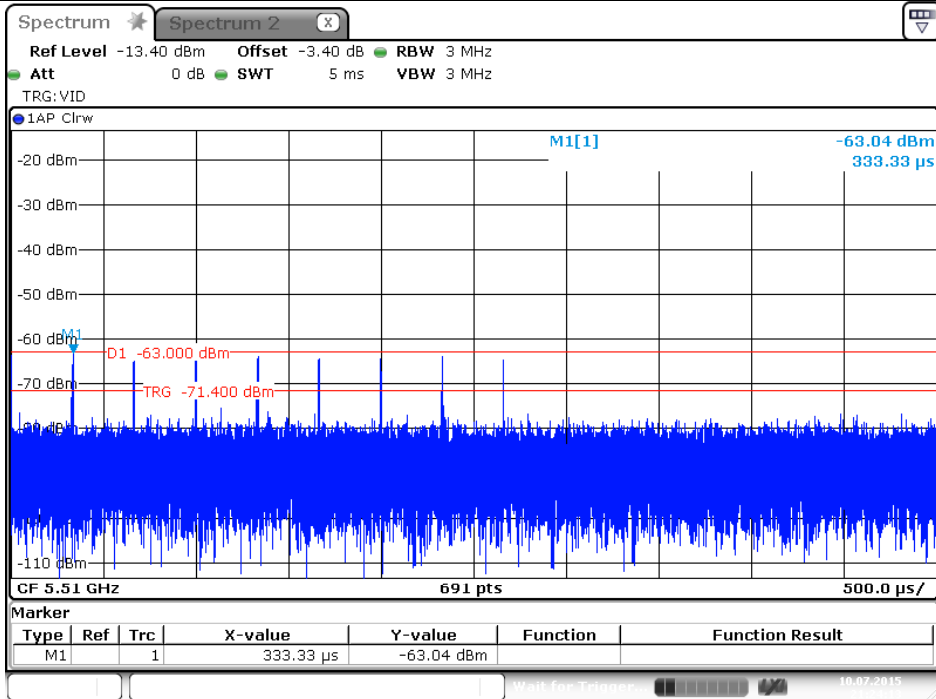 Spectrum Spectrum 2 X
Ref Level -13.40 dBm Offset -3.40 dB RBW 3 MHz
Att 0 dB SWT 5 ms VBW 3 MHz
TRG:VID
1AP Clrw
M1[1] -63.04 dBm
333.33 µs
-20 dBm
-30 dBm
-40 dBm
-50 dBm
-60 dBm
M1
D1 -63.000 dBm
-70 dBm
TRG -71.400 dBm
-110 dBm
CF 5.51 GHz 691 pts 500.0 µs/
Marker
Type Ref Trc X-value Y-value Function Function Result
M1 1 333.33 µs -63.04 dBm
Wait for Trigger... 10.07.2015